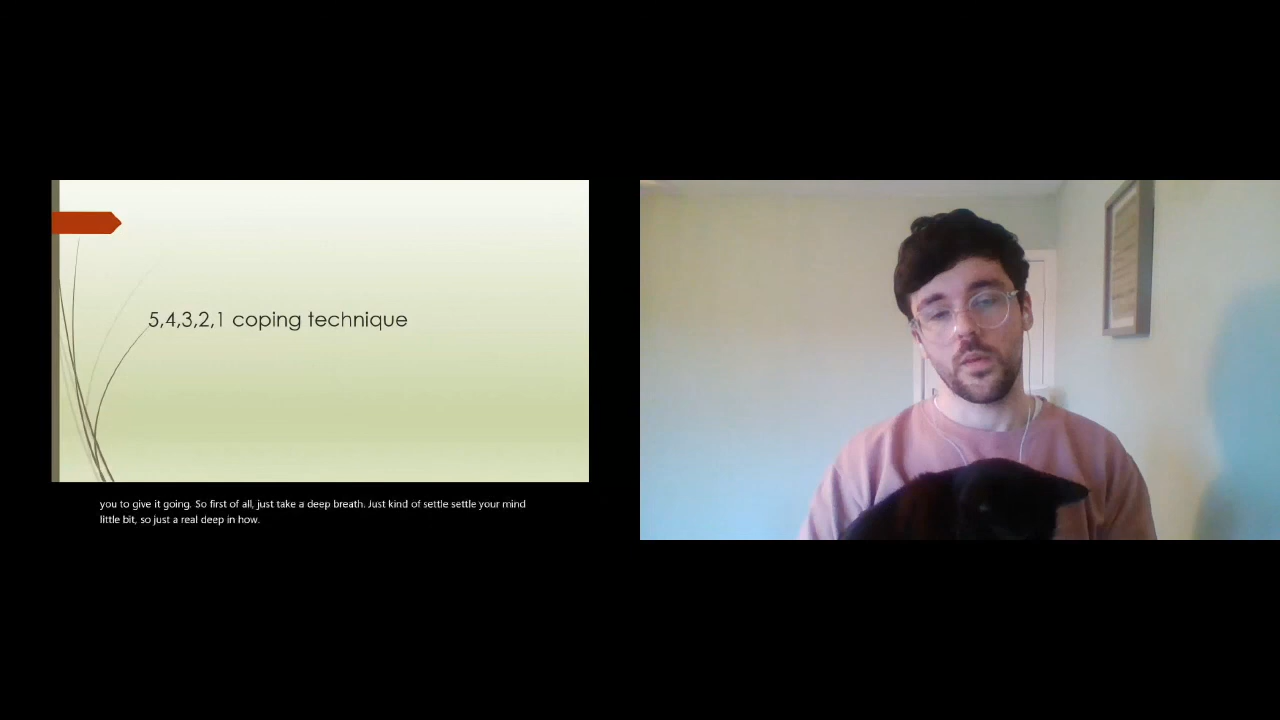 5,4,3,2,1 coping technique
you to give it going. So first of all, just take a deep breath. Just kind of settle settle your mind
little bit, so just a real deep in how.